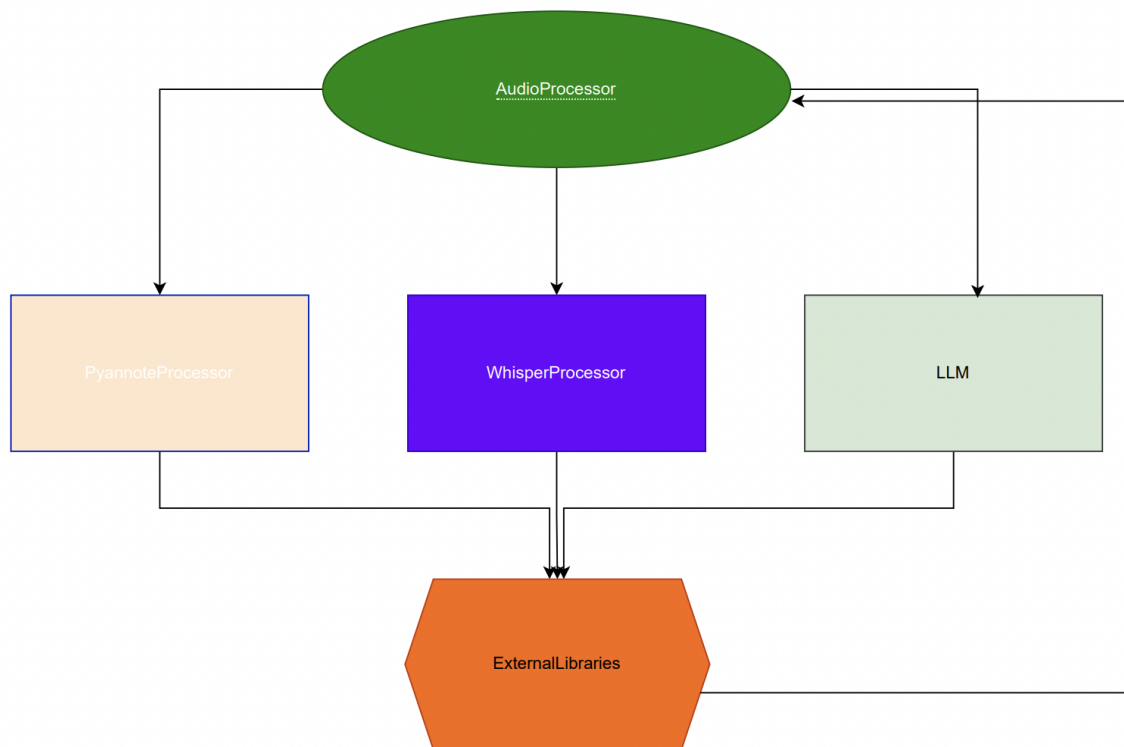 AudioProcessor
PyannoteProcessor
WhisperProcessor
LLM
ExternalLibraries